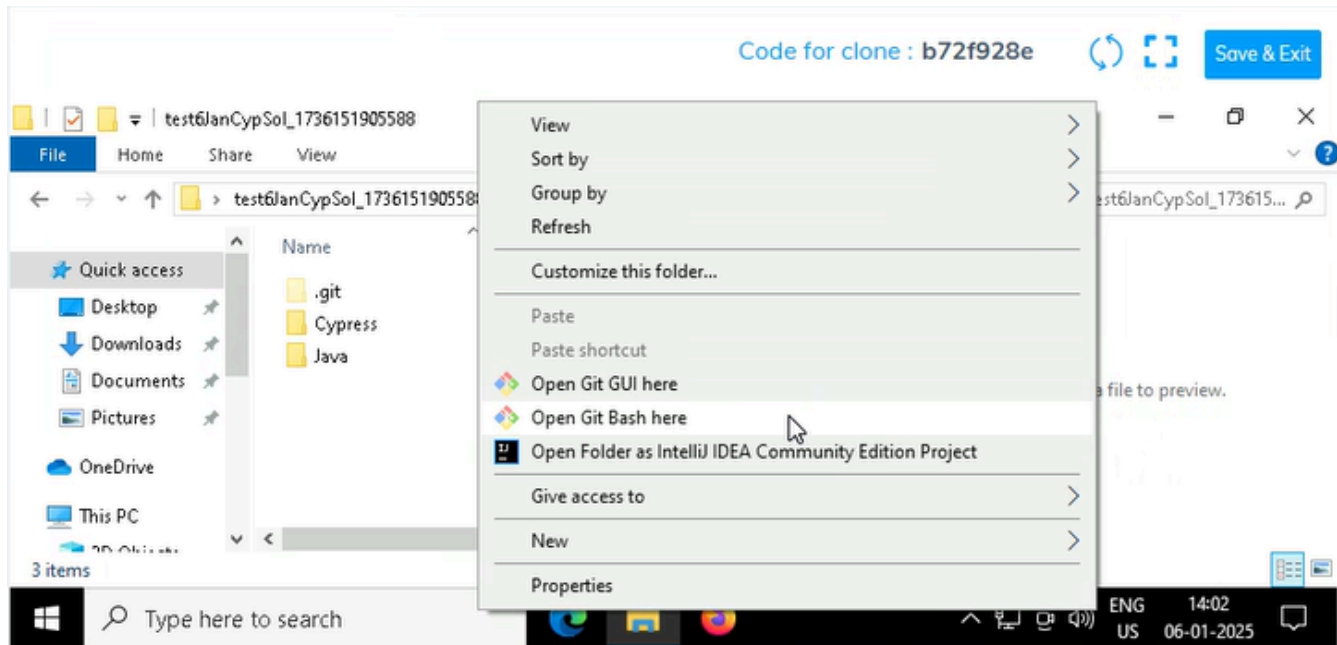 Code for clone : b72f928e
Save & Exit
test6JanCypSol_1736151905588
File Home Share View
test6JanCypSol_173615190558
est6JanCypSol_173615...
Quick access
Desktop
Downloads
Documents
Pictures
OneDrive
This PC
3D Objects
3 items
Name
.git
Cypress
Java
View
Sort by
Group by
Refresh
Customize this folder...
Paste
Paste shortcut
Open Git GUI here
Open Git Bash here
Open Folder as IntelliJ IDEA Community Edition Project
Give access to
New
Properties
a file to preview.
Type here to search
ENG
US
14:02
06-01-2025